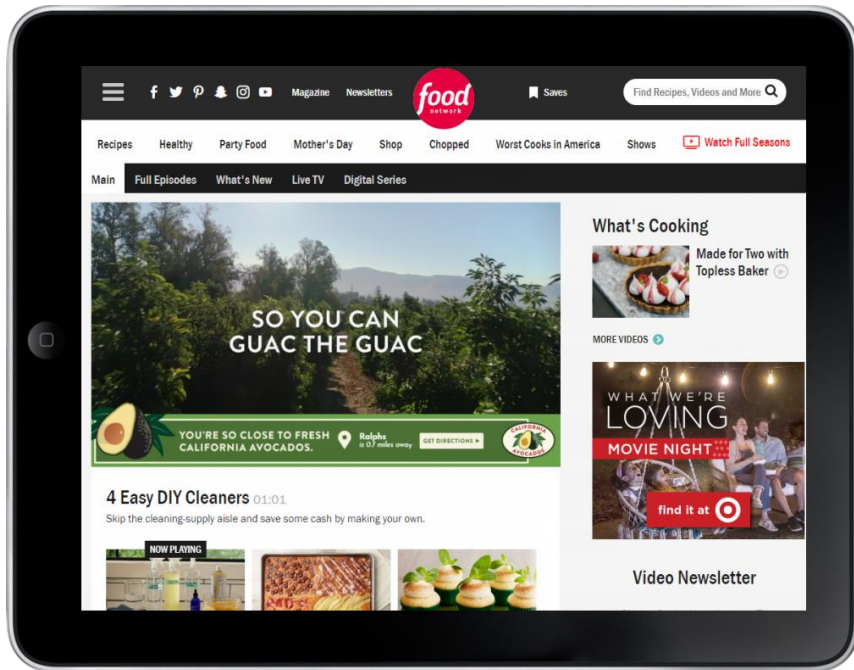 Magazine
Newsletters
food
network
Saves
Find Recipes, Videos and More
Recipes
Healthy
Party Food
Mother's Day
Shop
Chopped
Worst Cooks in America
Shows
Watch Full Seasons
Main
Full Episodes
What's New
Live TV
Digital Series
SO YOU CAN
GUAC THE GUAC
YOU'RE SO CLOSE TO FRESH
CALIFORNIA AVOCADOS.
Ralphs
is 0.7 miles away
GET DIRECTIONS
CALIFORNIA
AVOCADOS
4 Easy DIY Cleaners 01:01
Skip the cleaning-supply aisle and save some cash by making your own.
NOW PLAYING
What's Cooking
Made for Two with
Topless Baker
MORE VIDEOS
WHAT WE'RE
LOVING
MOVIE NIGHT
find it at
Video Newsletter